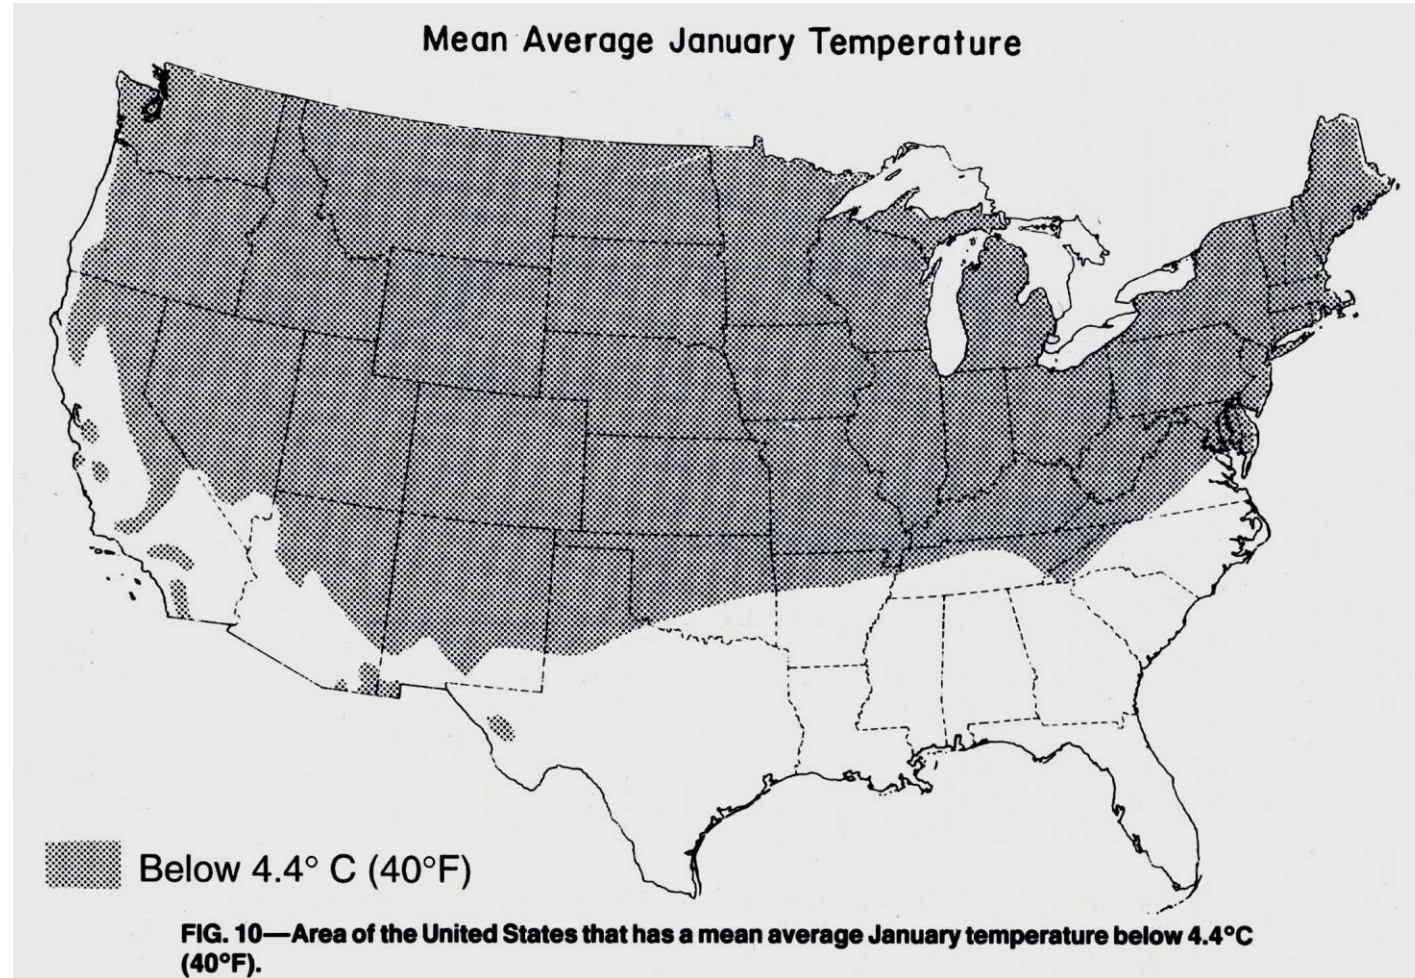 Mean Average January Temperature
Below 4.4° C (40°F)
FIG. 10—Area of the United States that has a mean average January temperature below 4.4°C
(40°F).